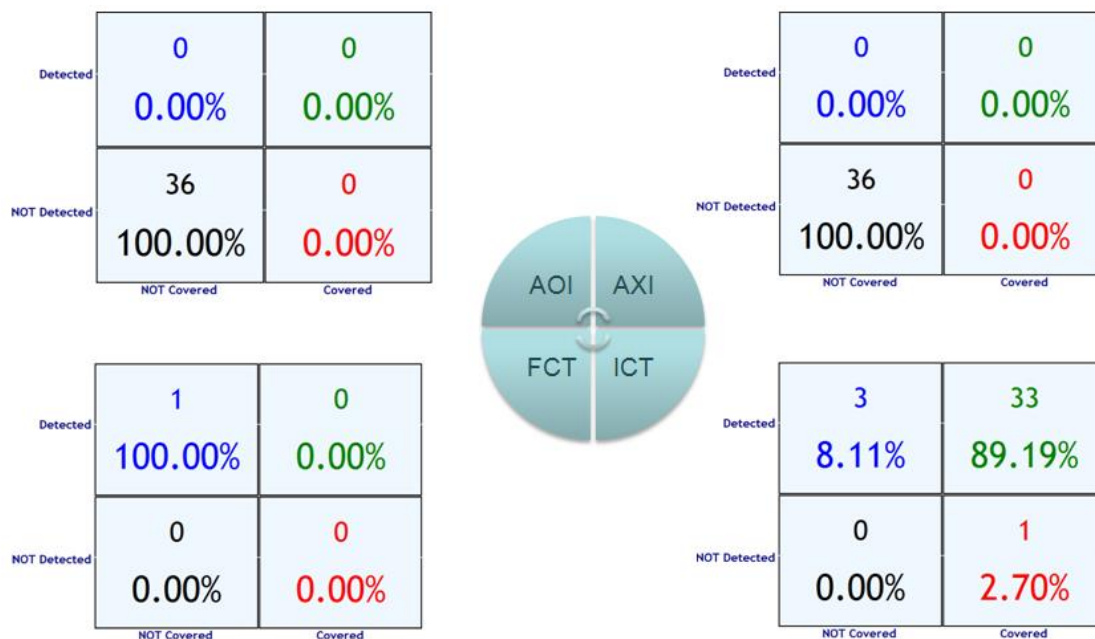 0 0
Detected
0.00% 0.00%
36 0
NOT Detected
100.00% 0.00%
NOT Covered Covered
0 0
Detected
0.00% 0.00%
36 0
NOT Detected
100.00% 0.00%
NOT Covered Covered
AOI AXI
FCT ICT
1 0
Detected
100.00% 0.00%
0 0
NOT Detected
0.00% 0.00%
NOT Covered Covered
3 33
Detected
8.11% 89.19%
0 1
NOT Detected
0.00% 2.70%
NOT Covered Covered